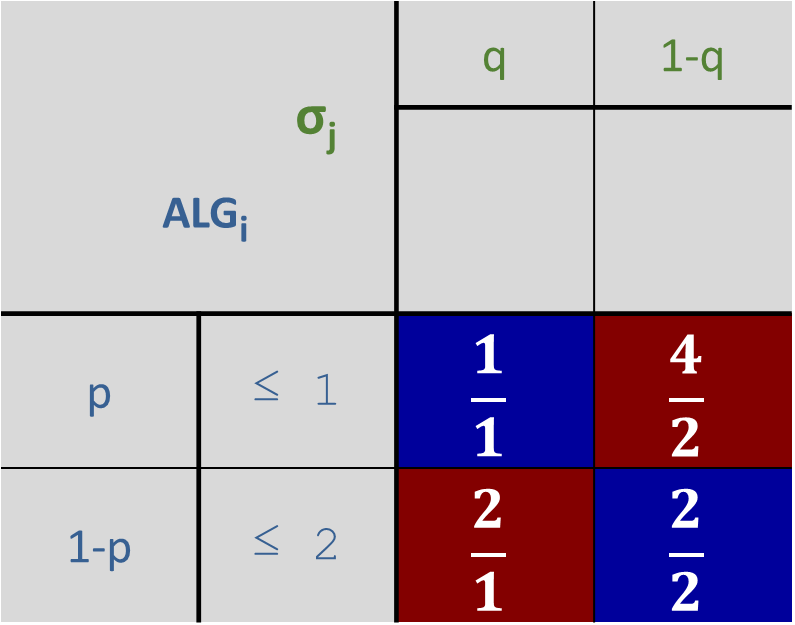 q 1-q
σj
ALGi
p ≤ 1 1/1 4/2
1-p ≤ 2 2/1 2/2